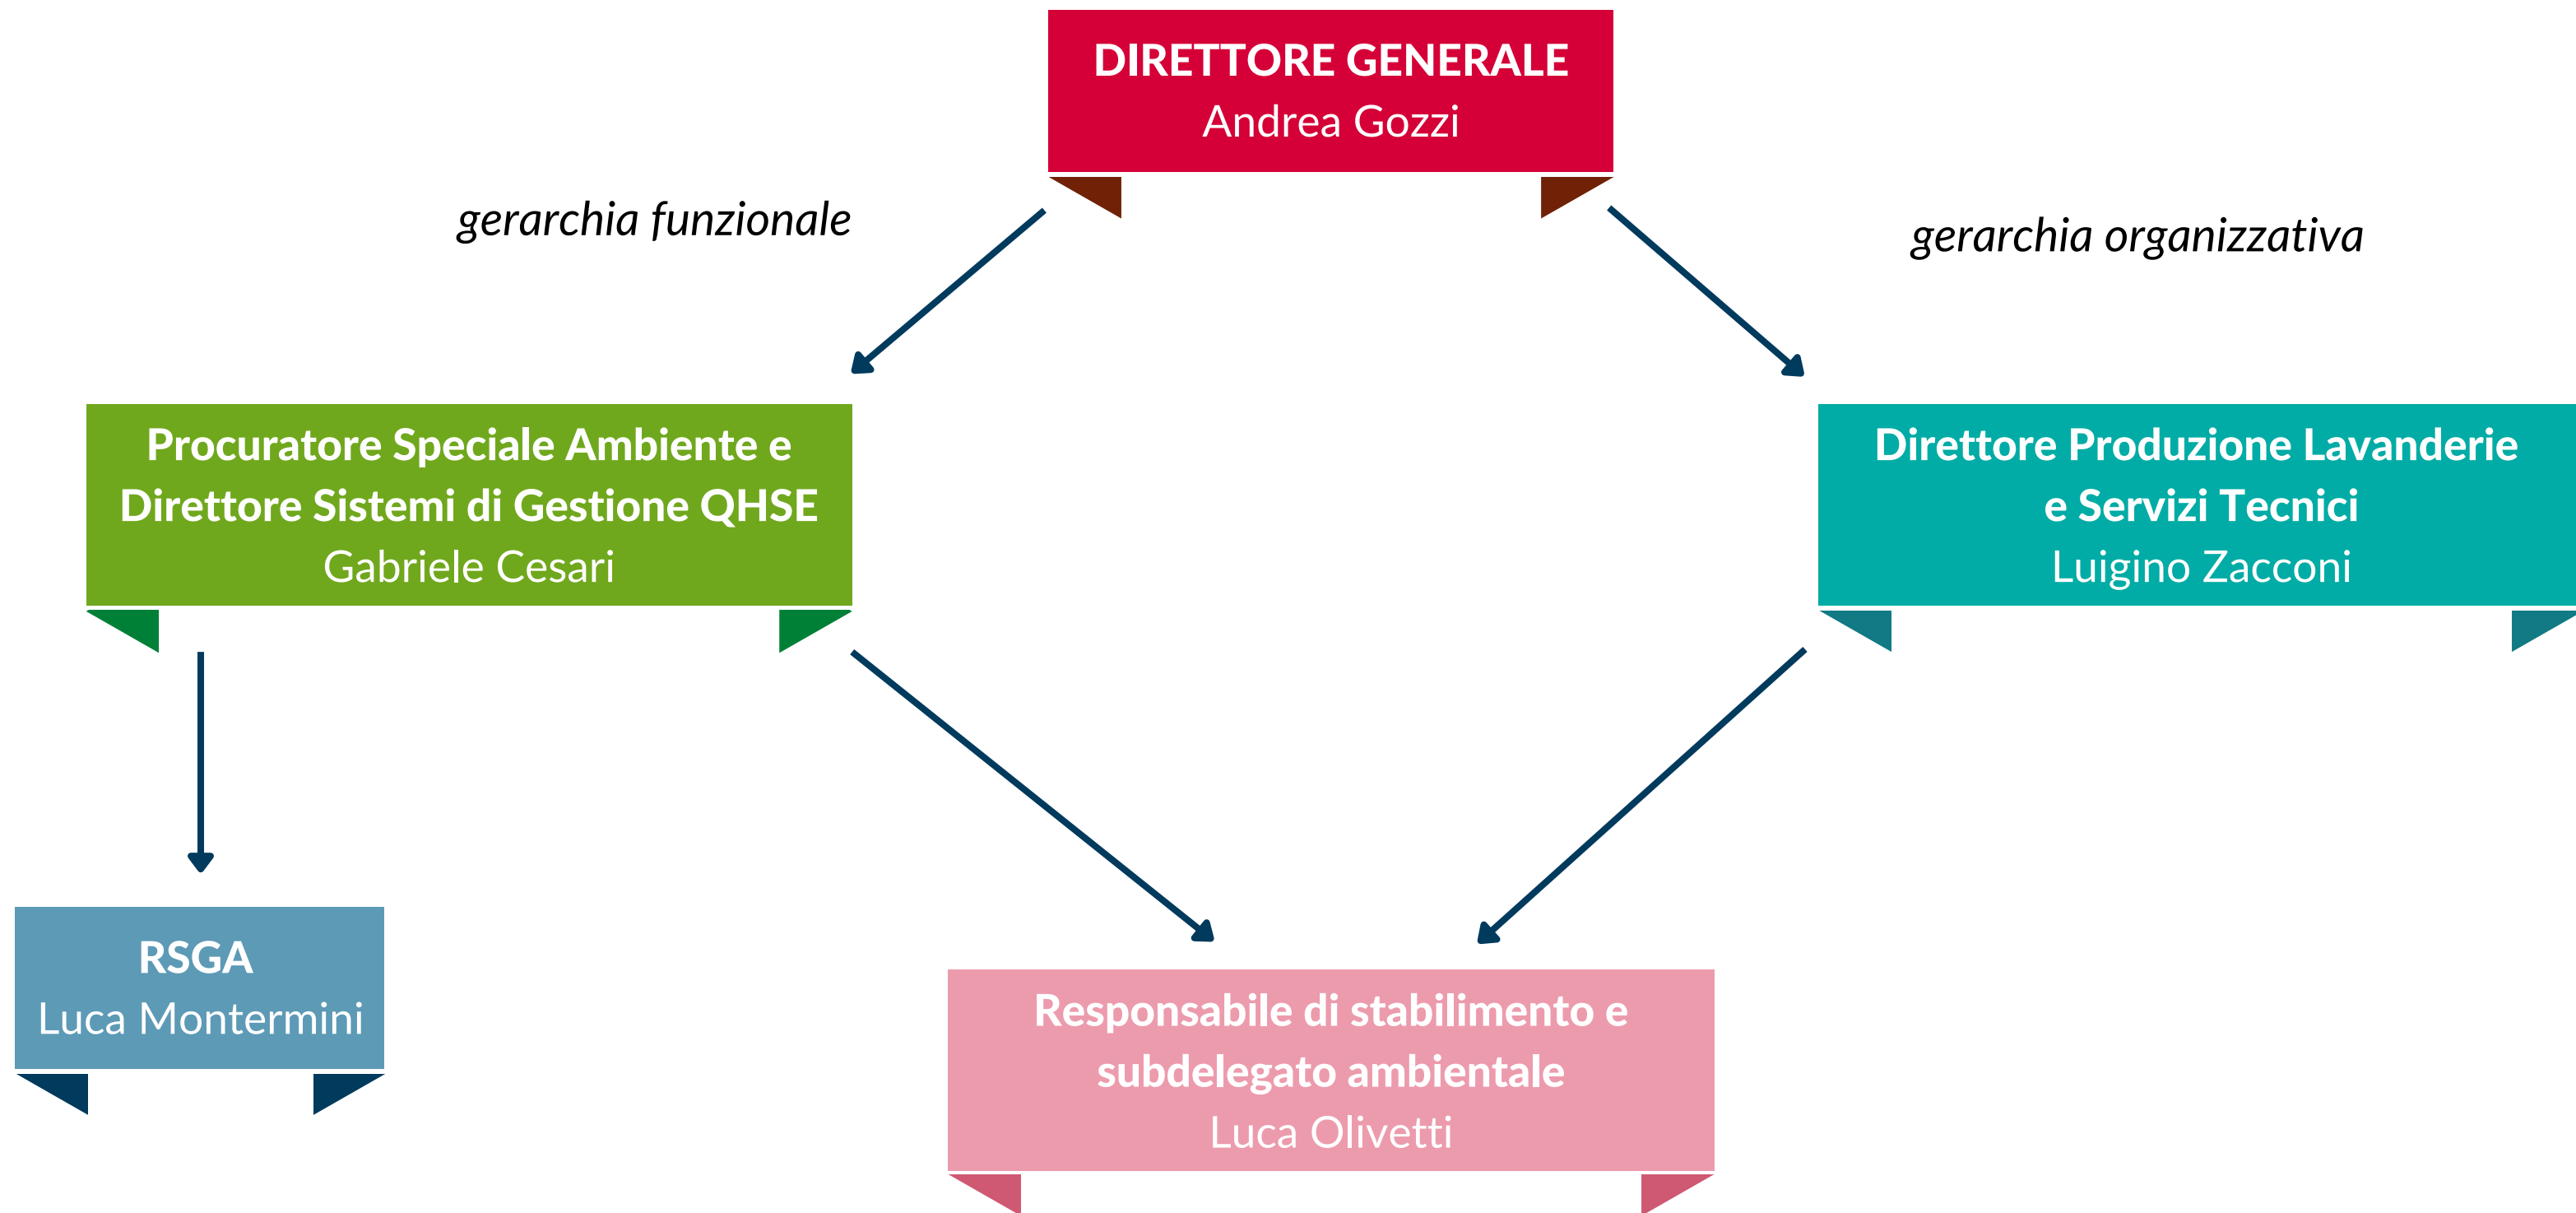 DIRETTORE GENERALE
Andrea Gozzi
gerarchia funzionale
gerarchia organizzativa
Procuratore Speciale Ambiente e
Direttore Sistemi di Gestione QHSE
Gabriele Cesari
Direttore Produzione Lavanderie
e Servizi Tecnici
Luigino Zacconi
RSGA
Luca Montermini
Responsabile di stabilimento e
subdelegato ambientale
Luca Olivetti